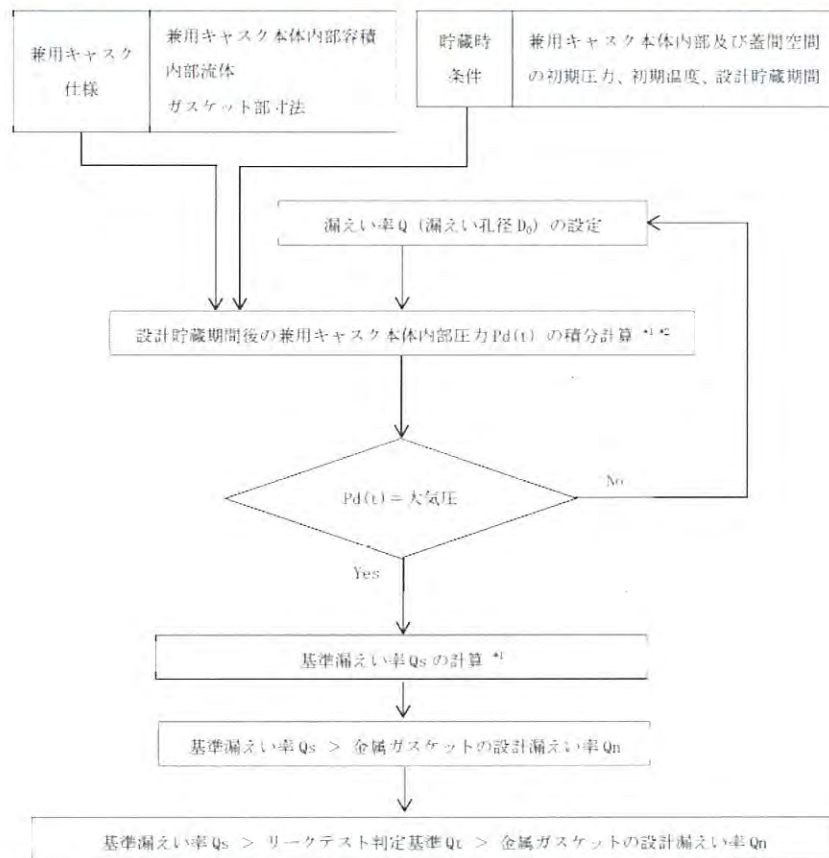 兼用キャスク
仕様
兼用キャスク本体内部容積
内部流体
ガスケット部寸法
貯蔵時
条件
兼用キャスク本体内部及び蓋間空間
の初期圧力、初期温度、設計貯蔵期間
漏えい率Q(漏えい孔径D₀)の設定
設計貯蔵期間後の兼用キャスク本体内部圧力Pd(t)の積分計算 *1 *2
Pd(t)=大気圧
No
Yes
基準漏えい率Qsの計算 *1
基準漏えい率Qs > 金属ガスケットの設計漏えい率Qn
基準漏えい率Qs > リークテスト判定基準Qt > 金属ガスケットの設計漏えい率Qn